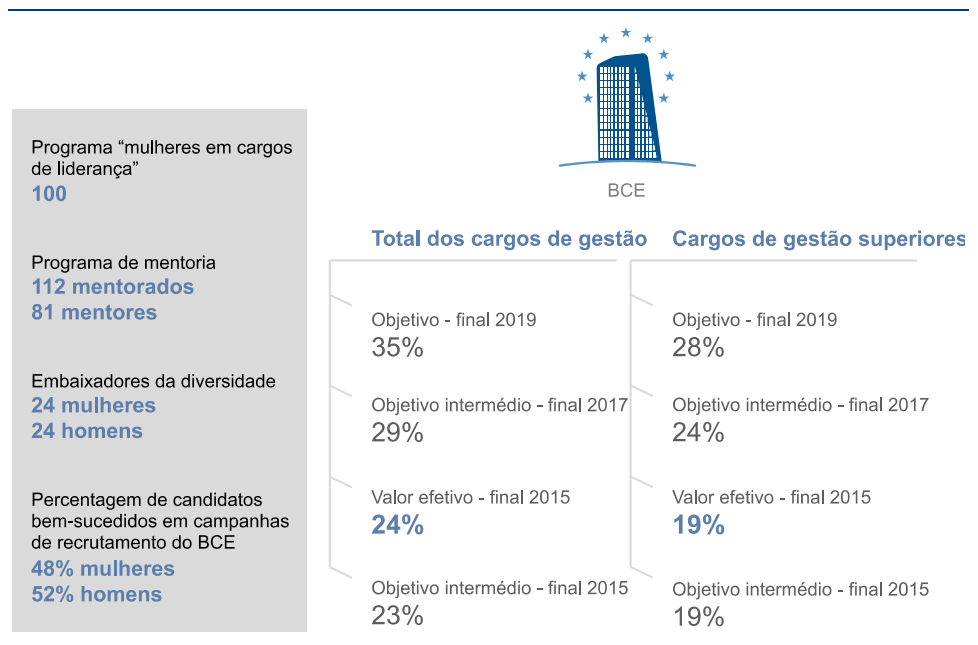 Programa “mulheres em cargos
de liderança”
100
Programa de mentoria
112 mentorados
81 mentores
Embaixadores da diversidade
24 mulheres
24 homens
Percentagem de candidatos
bem-sucedidos em campanhas
de recrutamento do BCE
48% mulheres
52% homens
BCE
Total dos cargos de gestão
Objetivo - final 2019
35%
Objetivo intermédio - final 2017
29%
Valor efetivo - final 2015
24%
Objetivo intermédio - final 2015
23%
Cargos de gestão superiores
Objetivo - final 2019
28%
Objetivo intermédio - final 2017
24%
Valor efetivo - final 2015
19%
Objetivo intermédio - final 2015
19%